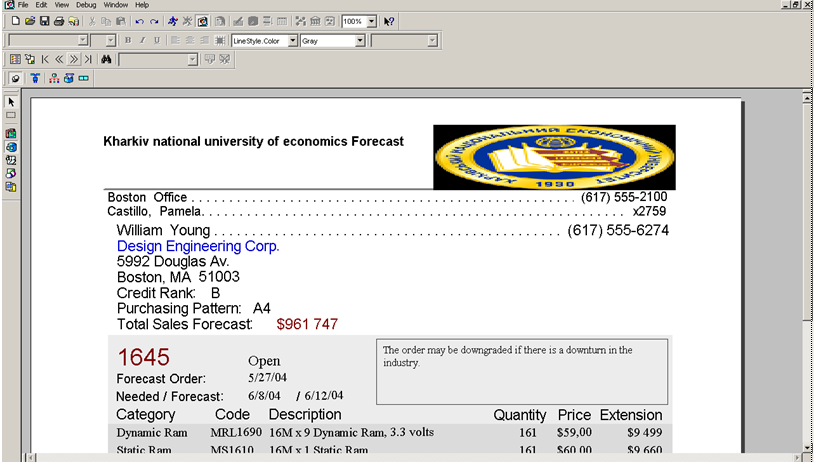 File Edit View Debug Window Help
100%
B I U LineStyle.Color Gray
Kharkiv national university of economics Forecast
1930
Boston Office (617) 555-2100
Castillo, Pamela. x2759
William Young (617) 555-6274
Design Engineering Corp.
5992 Douglas Av.
Boston, MA 51003
Credit Rank: B
Purchasing Pattern: A4
Total Sales Forecast: $961 747
1645 Open
The order may be downgraded if there is a downturn in the
industry.
Forecast Order: 5/27/04
Needed / Forecast: 6/8/04 / 6/12/04
Category Code Description Quantity Price Extension
Dynamic Ram MRL1690 16M x 9 Dynamic Ram, 3.3 volts 161 $59,00 $9 499
Static Ram MS1610 16M x 1 Static Ram 161 $60,00 $9 660